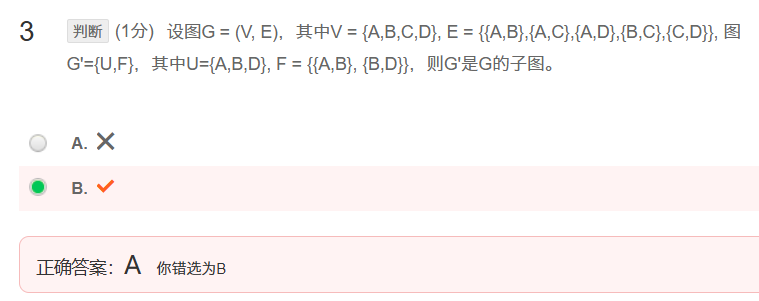 3 判断 (1分) 设图G = (V, E)，其中V = {A,B,C,D}, E = {{A,B},{A,C},{A,D},{B,C},{C,D}}, 图
G'={U,F}，其中U={A,B,D}, F = {{A,B}, {B,D}}，则G'是G的子图。
A. ✕
B. ✓
正确答案：A 你错选为B